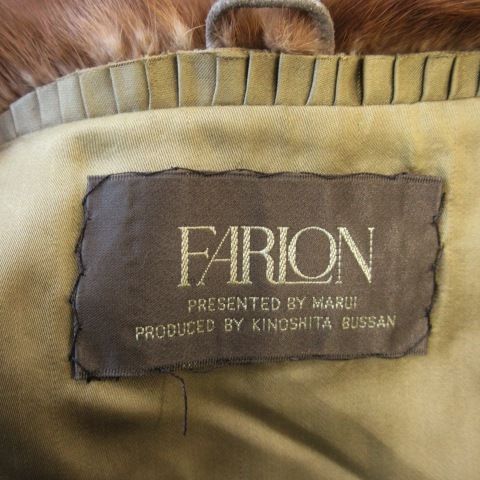 FARLON
PRESENTED BY MARUI
PRODUCED BY KINOSHITA BUSSAN